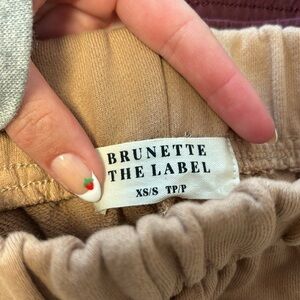 BRUNETTE
THE LABEL
XS/S TP/P